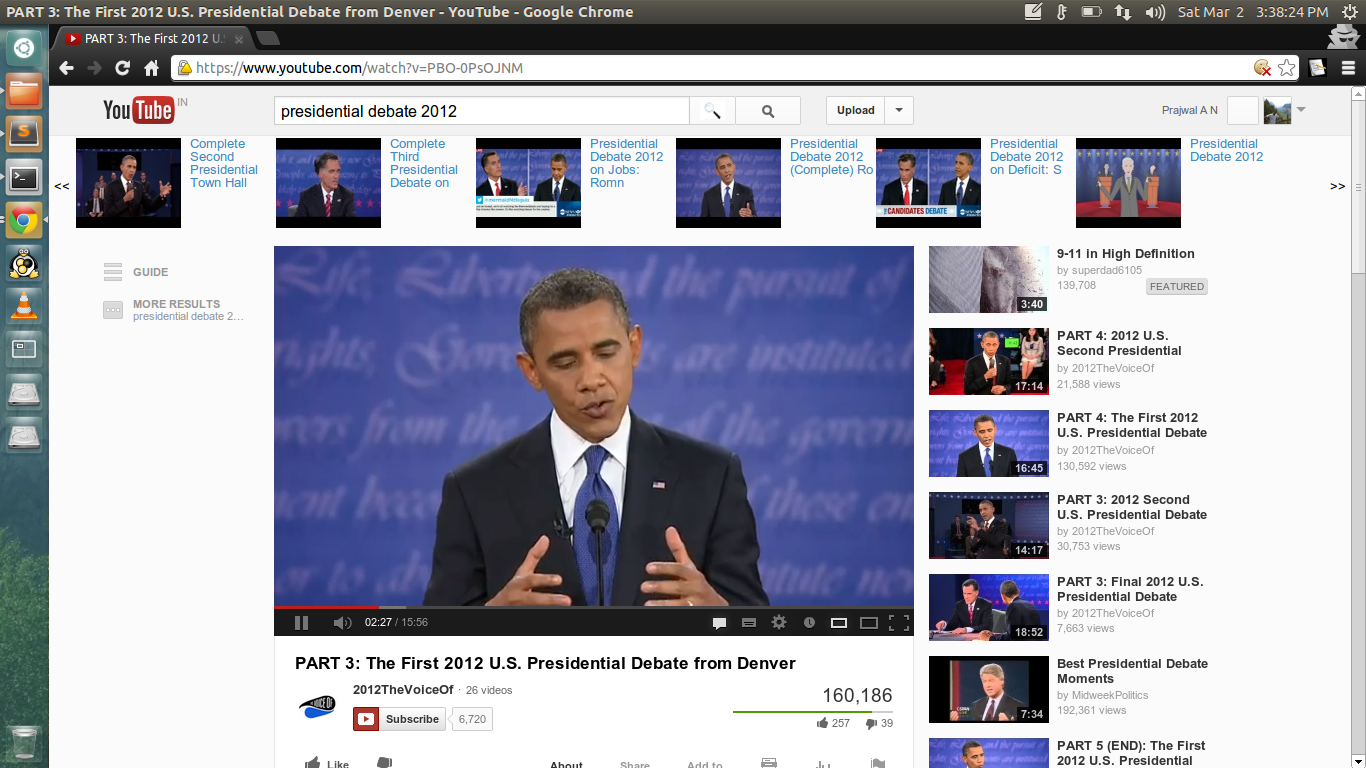 PART 3: The First 2012 U.S. Presidential Debate from Denver - YouTube - Google Chrome
Sat Mar 2 3:38:24 PM
PART 3: The First 2012 U.
https://www.youtube.com/watch?v=PBO-0PsOJNM
YouTube IN
presidential debate 2012
Upload
Prajwal A N
<<
Complete
Second
Presidential
Town Hall
Complete
Third
Presidential
Debate on
Presidential
Debate 2012
on Jobs:
Romn
Presidential
Debate 2012
(Complete) Ro
CANDIDATES DEBATE
Presidential
Debate 2012
on Deficit: S
Presidential
Debate 2012
>>
GUIDE
MORE RESULTS
presidential debate 2...
02:27 / 15:56
PART 3: The First 2012 U.S. Presidential Debate from Denver
VOICE OF
2012TheVoiceOf · 26 videos
Subscribe 6,720
160,186
257 39
Like
About Share Add to
3:40
9-11 in High Definition
by superdad6105
139,708 FEATURED
17:14
PART 4: 2012 U.S.
Second Presidential
by 2012TheVoiceOf
21,588 views
16:45
PART 4: The First 2012
U.S. Presidential Debate
by 2012TheVoiceOf
130,592 views
14:17
PART 3: 2012 Second
U.S. Presidential Debate
by 2012TheVoiceOf
30,753 views
18:52
PART 3: Final 2012 U.S.
Presidential Debate
by 2012TheVoiceOf
7,663 views
7:34
Best Presidential Debate
Moments
by MidweekPolitics
192,361 views
PART 5 (END): The First
2012 U.S. Presidential